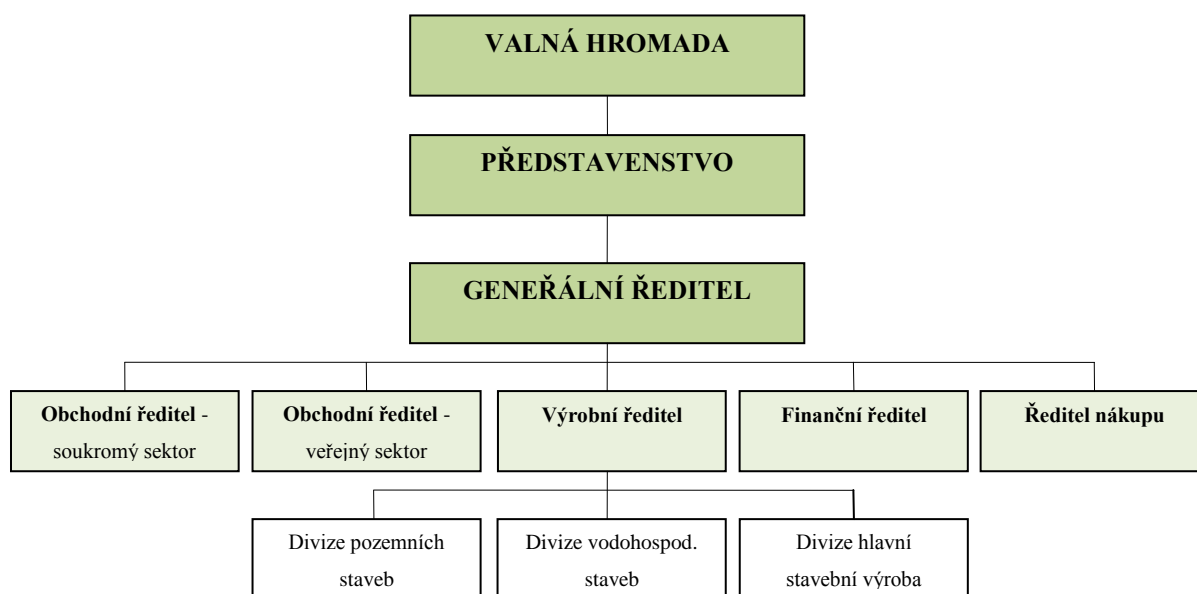 VALNÁ HROMADA
PŘEDSTAVENSTVO
GENEŘÁLNÍ ŘEDITEL
Obchodní ředitel -
soukromý sektor
Obchodní ředitel -
veřejný sektor
Výrobní ředitel
Finanční ředitel
Ředitel nákupu
Divize pozemních
staveb
Divize vodohospod.
staveb
Divize hlavní
stavební výroba